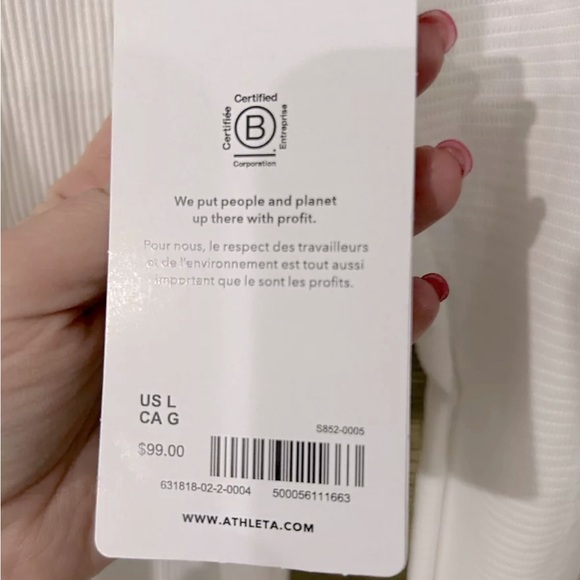 Certified
Certifiée
B
Entreprise
Corporation
We put people and planet
up there with profit.
Pour nous, le respect des travailleurs
et de l'environnement est tout aussi
important que le sont les profits.
US L
CA G
S852-0005
$99.00
631818-02-2-0004 500056111663
WWW.ATHLETA.COM